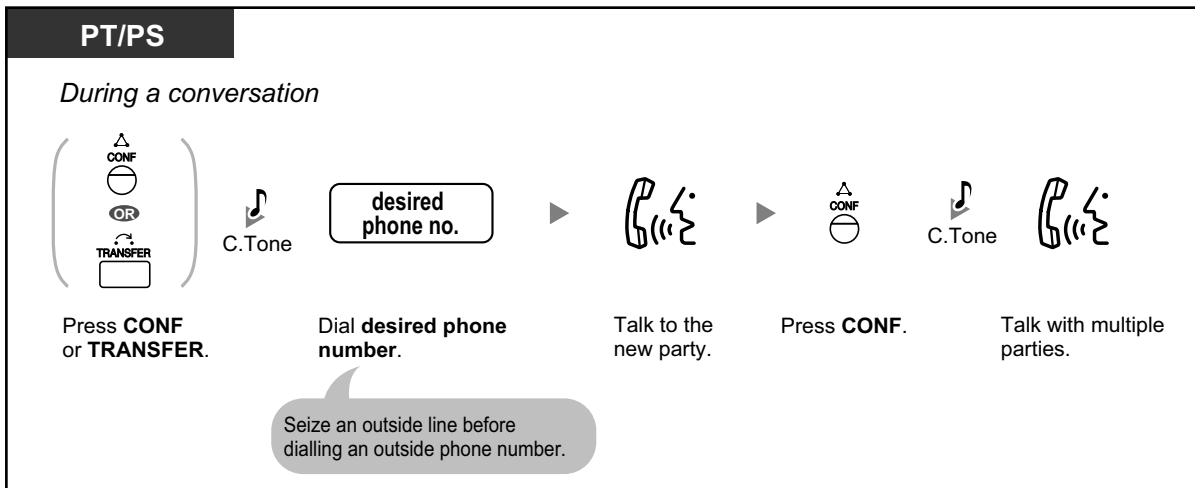 PT/PS
During a conversation
CONF
OR
TRANSFER
C.Tone
desired
phone no.
CONF
C.Tone
Press CONF
or TRANSFER.
Dial desired phone
number.
Talk to the
new party.
Press CONF.
Talk with multiple
parties.
Seize an outside line before
dialling an outside phone number.